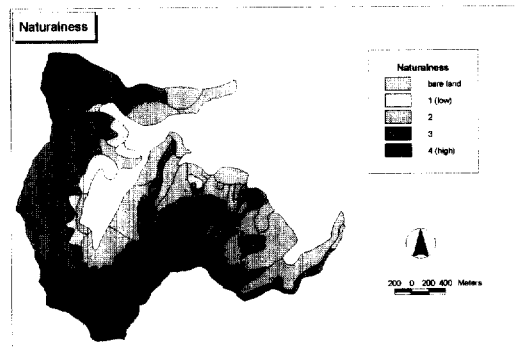 Naturalness
Naturalness
bare land
1 (low)
2
3
4 (high)
200 0 200 400 Meters